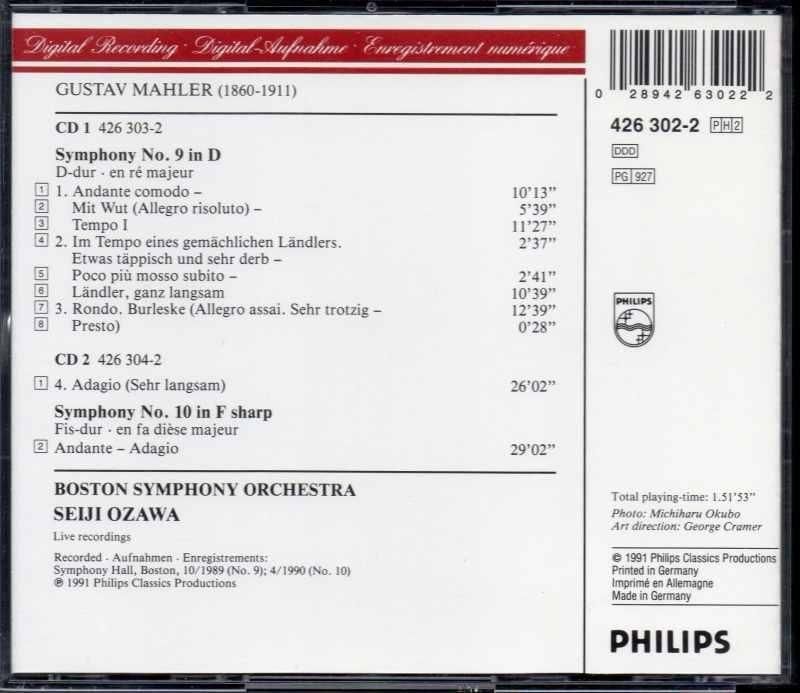 Digital Recording · Digital-Aufnahme · Enregistrement numérique
GUSTAV MAHLER (1860-1911)
CD 1 426 303-2
Symphony No. 9 in D
D-dur · en ré majeur
1 1. Andante comodo – 10’13”
2 Mit Wut (Allegro risoluto) – 5’39”
3 Tempo I 11’27”
4 2. Im Tempo eines gemächlichen Ländlers. 2’37”
Etwas täppisch und sehr derb –
5 Poco più mosso subito – 2’41”
6 Ländler, ganz langsam 10’39”
7 3. Rondo. Burleske (Allegro assai. Sehr trotzig – 12’39”
8 Presto) 0’28”
CD 2 426 304-2
1 4. Adagio (Sehr langsam) 26’02”
Symphony No. 10 in F sharp
Fis-dur · en fa dièse majeur
2 Andante – Adagio 29’02”
BOSTON SYMPHONY ORCHESTRA
SEIJI OZAWA
Live recordings
Recorded · Aufnahmen · Enregistrements:
Symphony Hall, Boston, 10/1989 (No. 9); 4/1990 (No. 10)
℗ 1991 Philips Classics Productions
0 28942 63022 2
426 302-2 PH2
DDD
PG 927
PHILIPS
Total playing-time: 1.51’53”
Photo: Michiharu Okubo
Art direction: George Cramer
© 1991 Philips Classics Productions
Printed in Germany
Imprimé en Allemagne
Made in Germany
PHILIPS